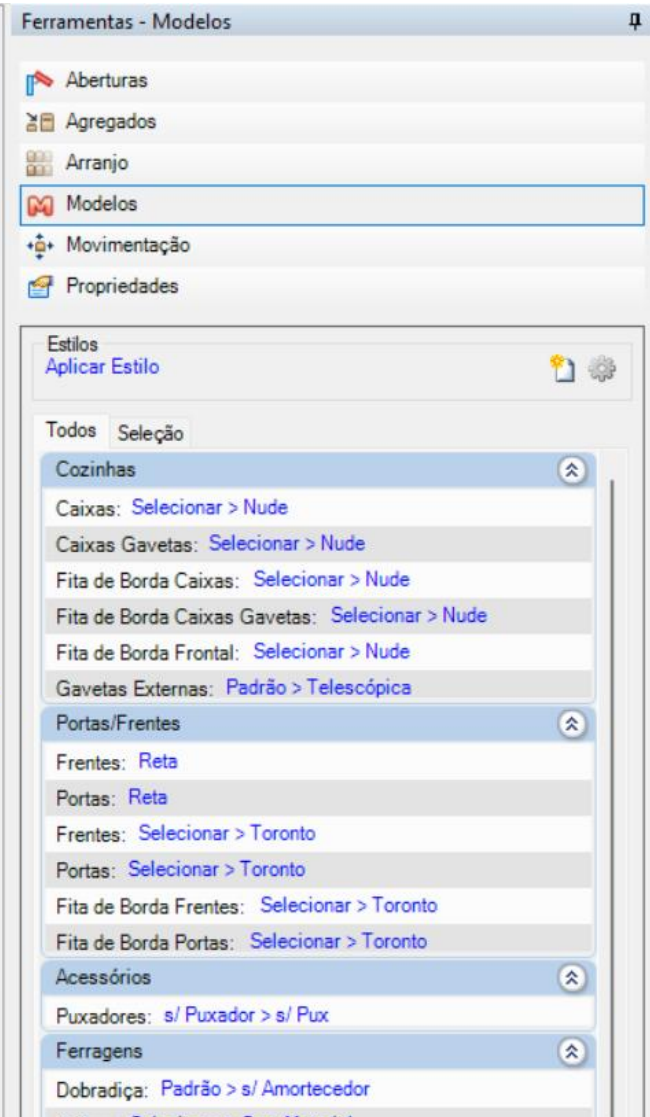 Ferramentas - Modelos
Aberturas
Agregados
Arranjo
Modelos
Movimentação
Propriedades
Estilos
Aplicar Estilo
Todos Seleção
Cozinhas
Caixas: Selecionar > Nude
Caixas Gavetas: Selecionar > Nude
Fita de Borda Caixas: Selecionar > Nude
Fita de Borda Caixas Gavetas: Selecionar > Nude
Fita de Borda Frontal: Selecionar > Nude
Gavetas Externas: Padrão > Telescópica
Portas/Frentes
Frentes: Reta
Portas: Reta
Frentes: Selecionar > Toronto
Portas: Selecionar > Toronto
Fita de Borda Frentes: Selecionar > Toronto
Fita de Borda Portas: Selecionar > Toronto
Acessórios
Puxadores: s/ Puxador > s/ Pux
Ferragens
Dobradiça: Padrão > s/ Amortecedor